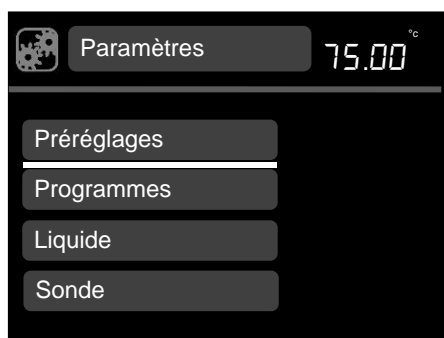 Paramètres
75.00 °c
Préréglages
Programmes
Liquide
Sonde